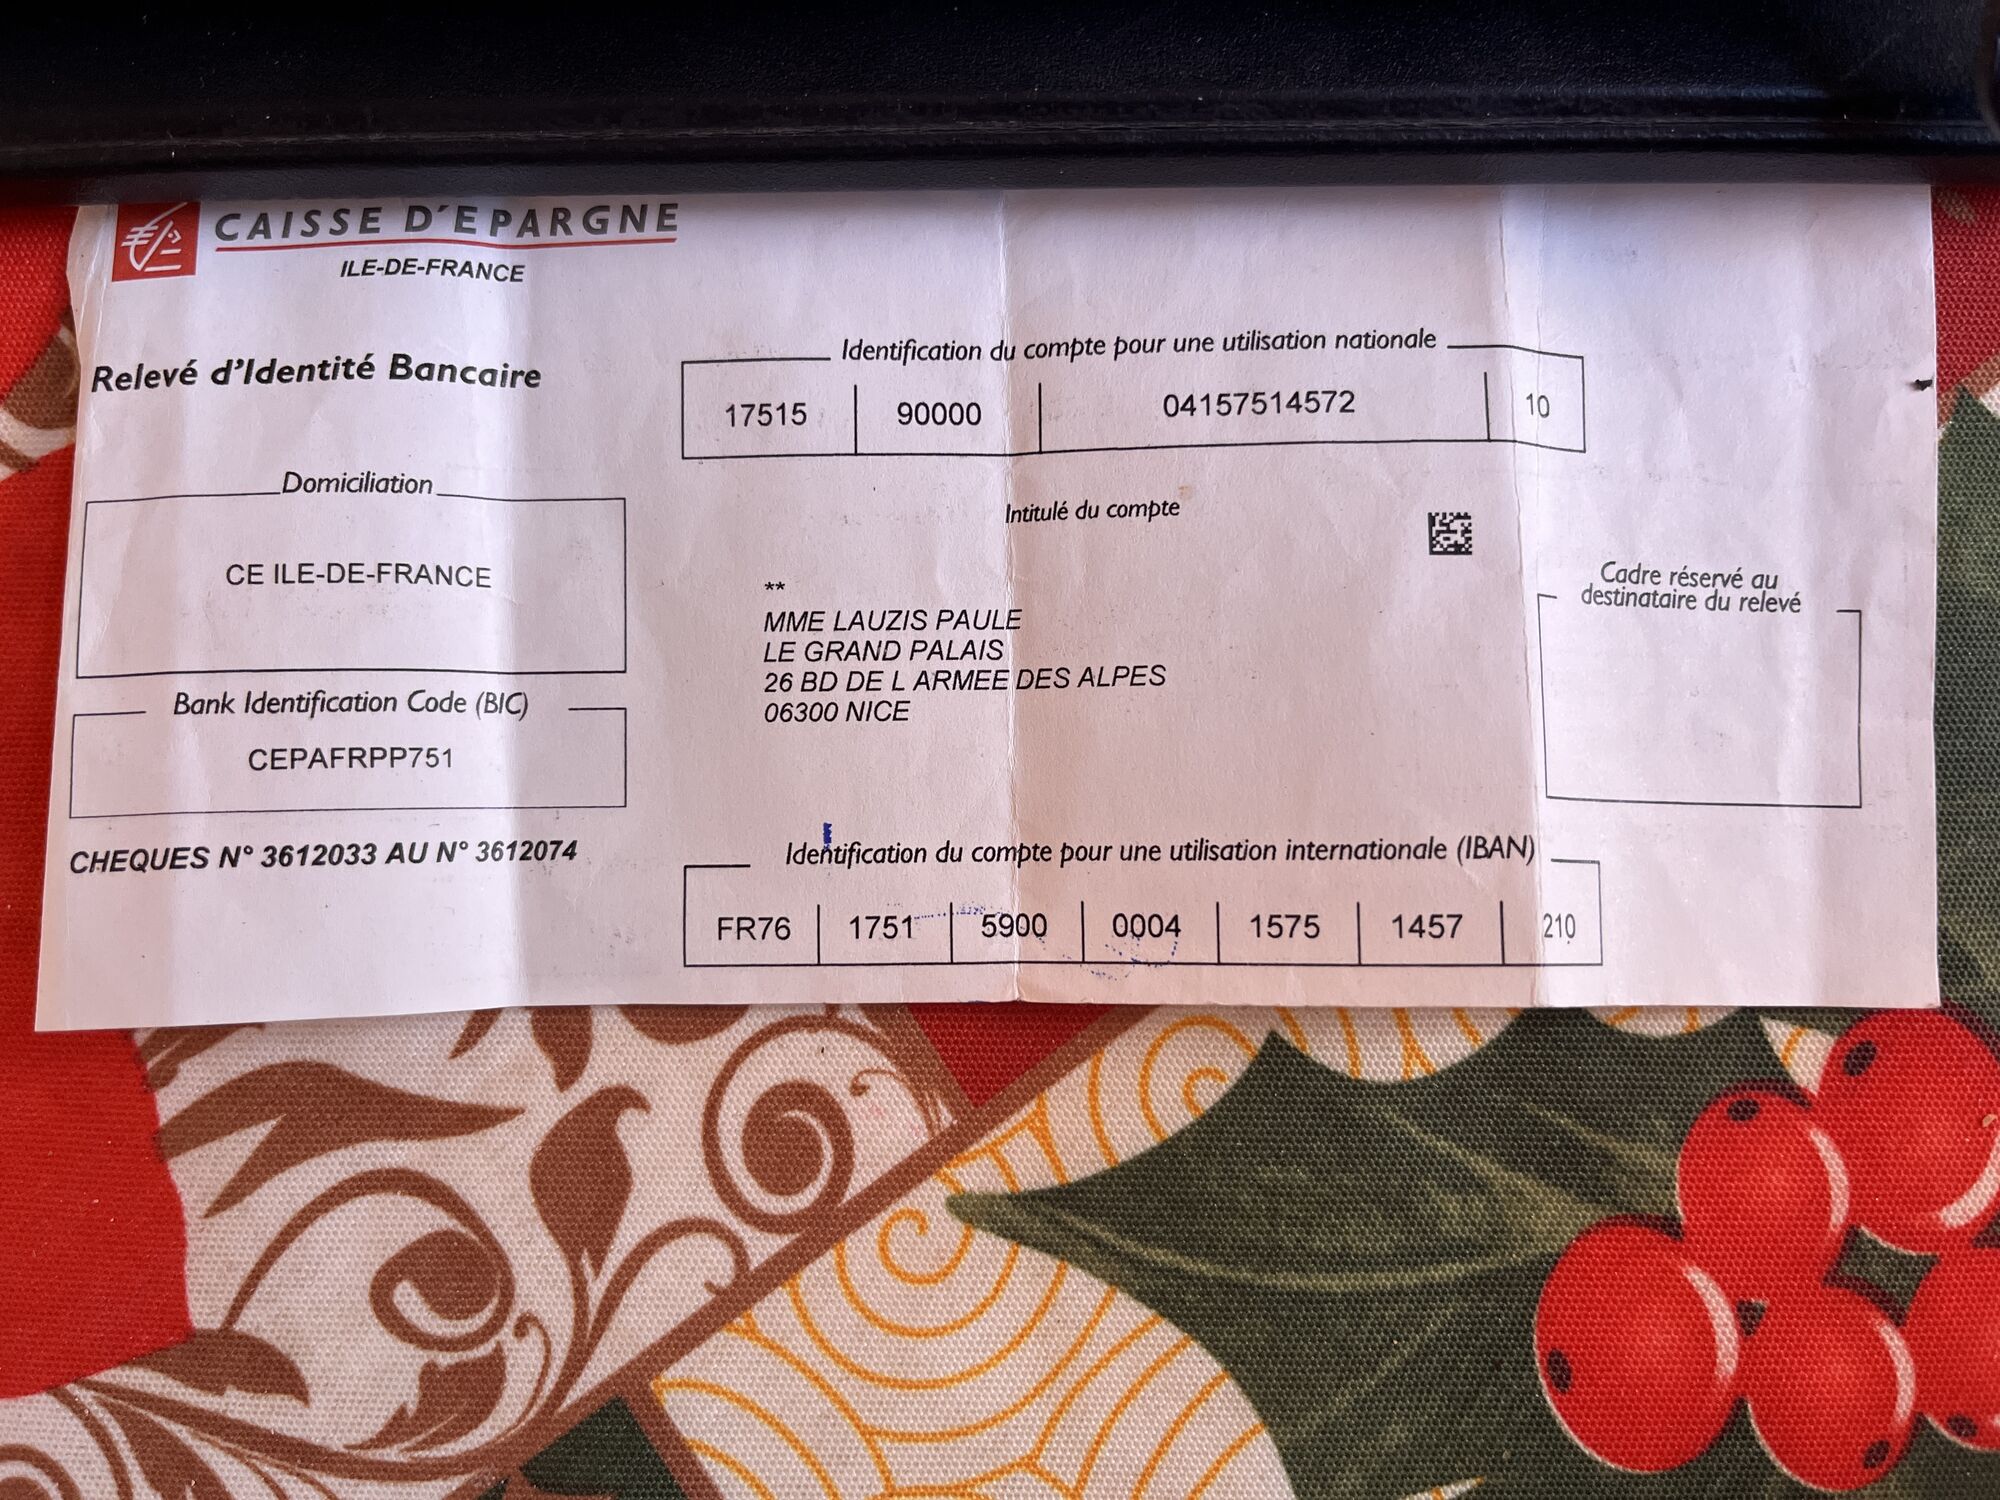 CAISSE D'EPARGNE
ILE-DE-FRANCE
Relevé d'Identité Bancaire
Identification du compte pour une utilisation nationale
17515 90000 04157514572 10
Domiciliation
CE ILE-DE-FRANCE
Intitulé du compte
**
MME LAUZIS PAULE
LE GRAND PALAIS
26 BD DE L ARMEE DES ALPES
06300 NICE
Cadre réservé au
destinataire du relevé
Bank Identification Code (BIC)
CEPAFRPP751
CHEQUES N° 3612033 AU N° 3612074
Identification du compte pour une utilisation internationale (IBAN)
FR76 1751 5900 0004 1575 1457 210